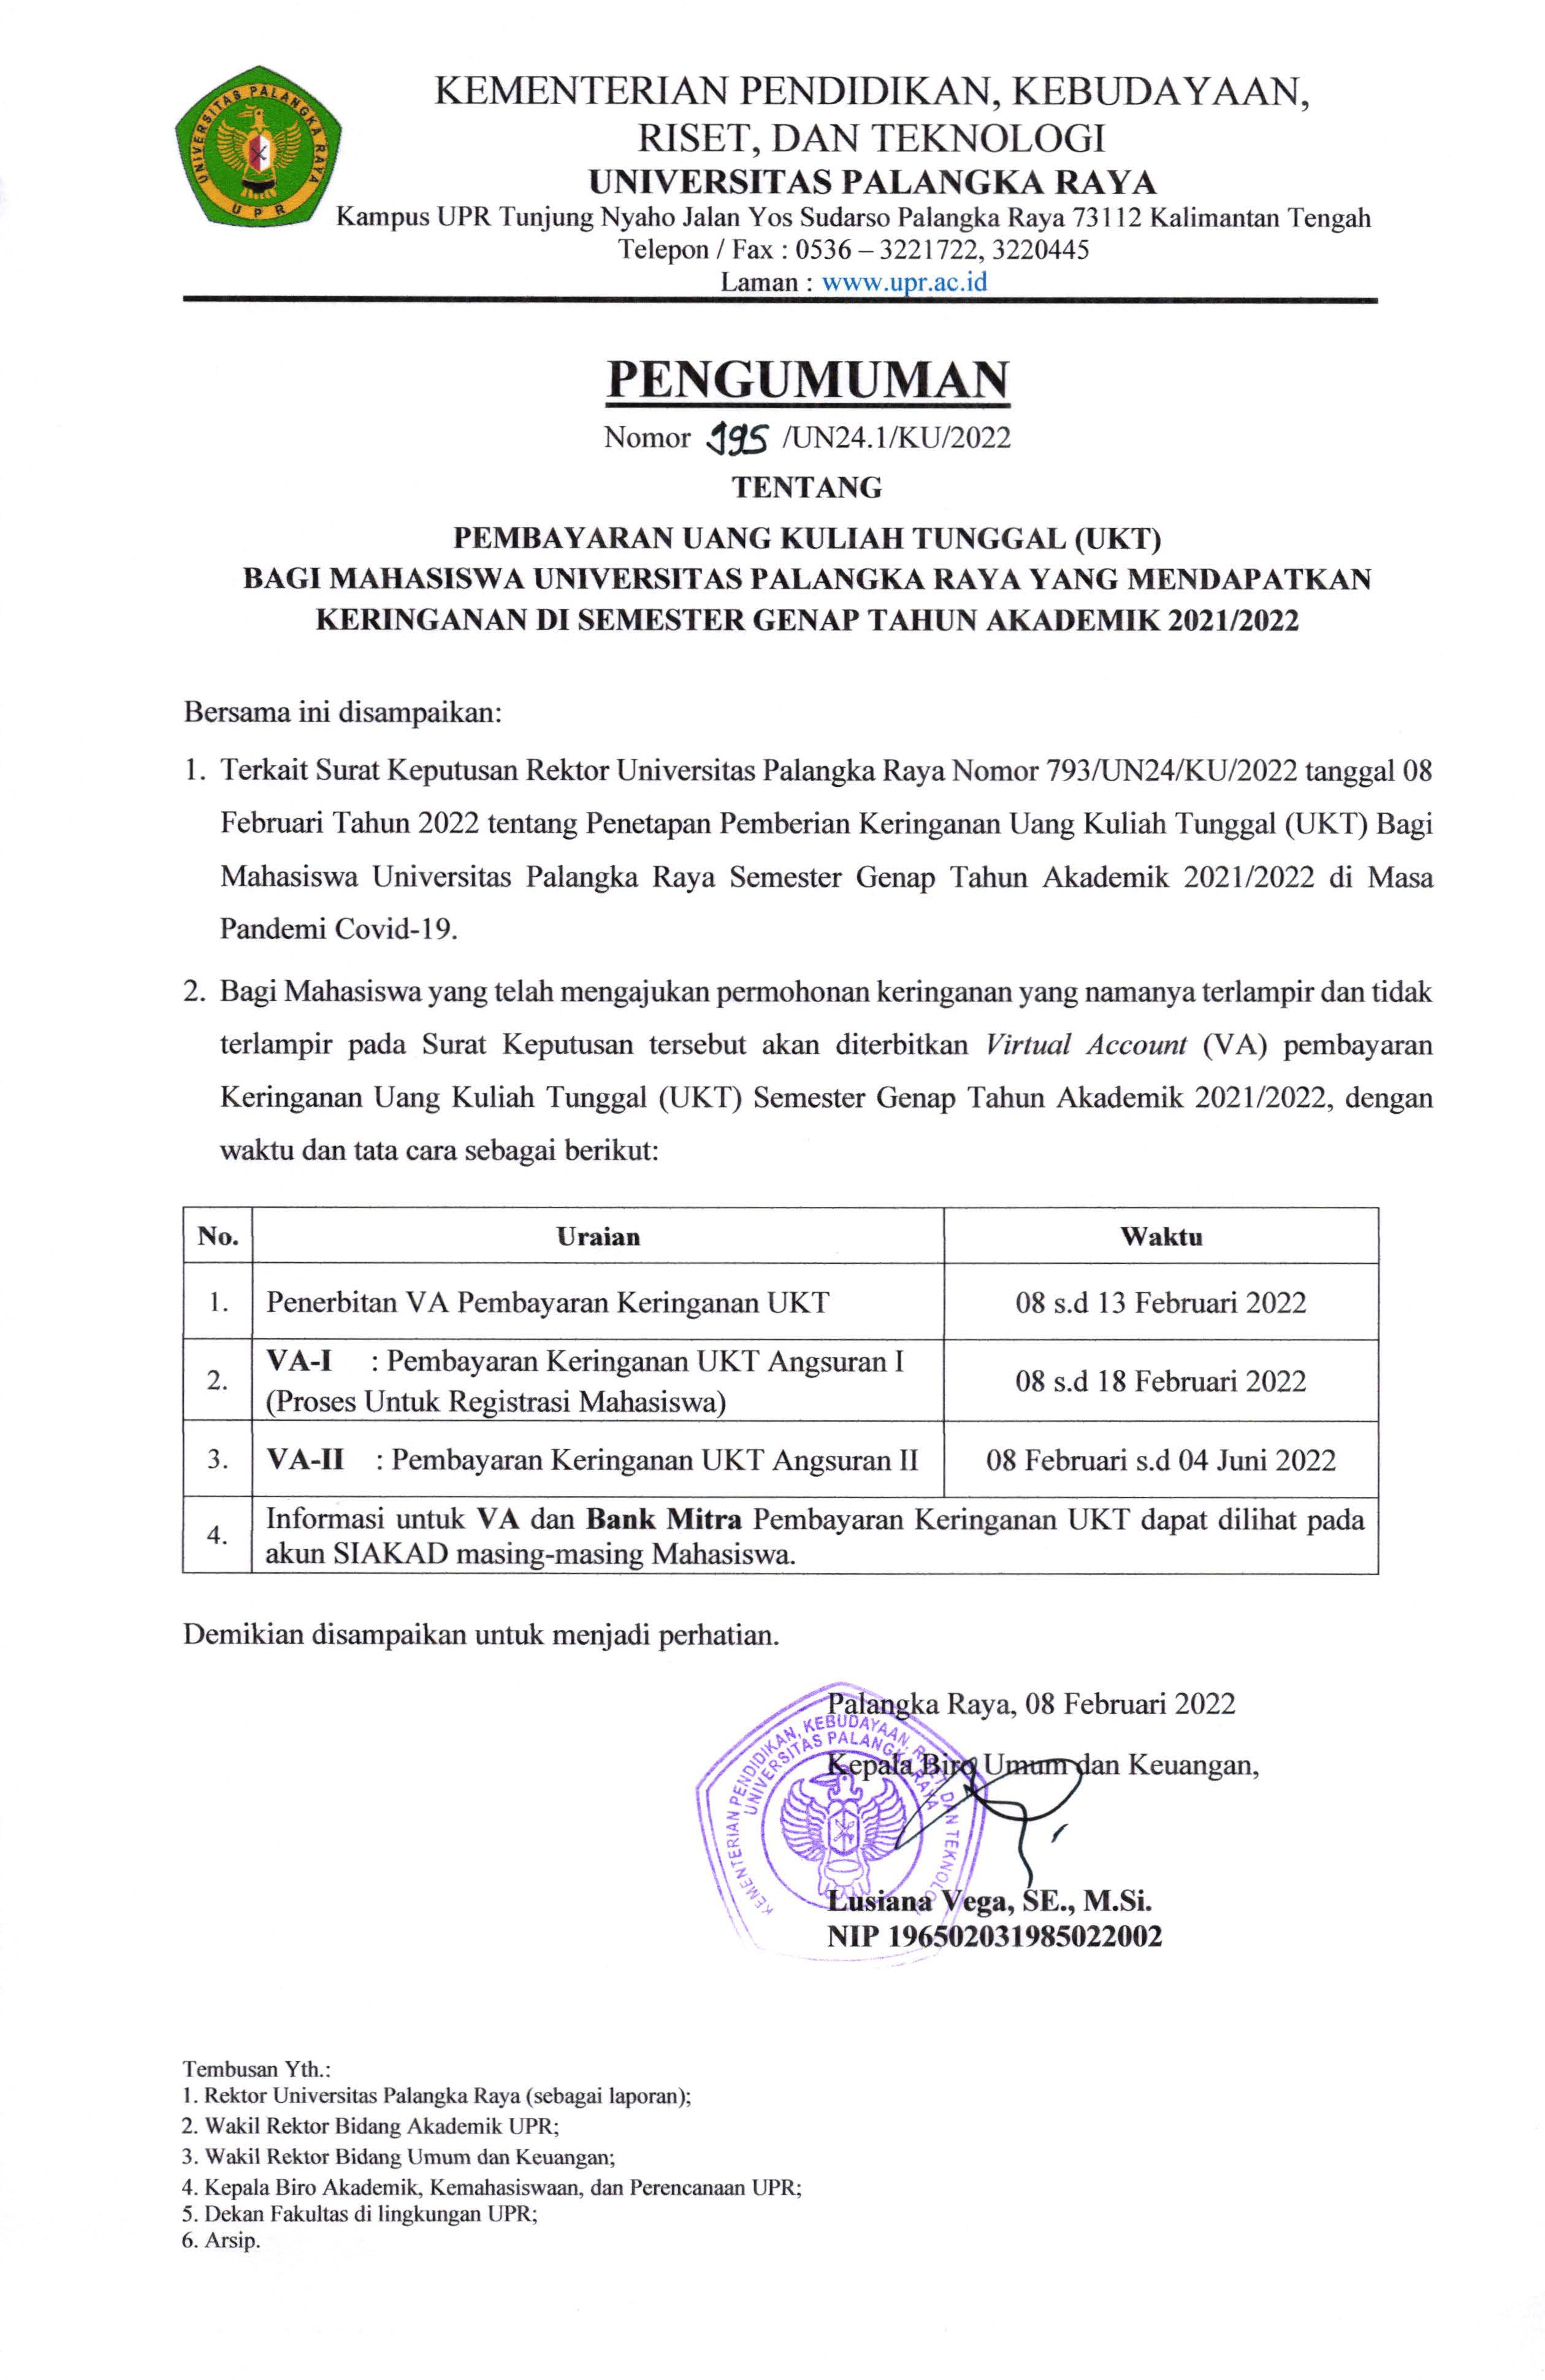 UNIVERSITAS PALANGKA RAYA
UPR
KEMENTERIAN PENDIDIKAN, KEBUDAYAAN,
RISET, DAN TEKNOLOGI
UNIVERSITAS PALANGKA RAYA
Kampus UPR Tunjung Nyaho Jalan Yos Sudarso Palangka Raya 73112 Kalimantan Tengah
Telepon / Fax : 0536 – 3221722, 3220445
Laman : www.upr.ac.id
PENGUMUMAN
Nomor 195 /UN24.1/KU/2022
TENTANG
PEMBAYARAN UANG KULIAH TUNGGAL (UKT)
BAGI MAHASISWA UNIVERSITAS PALANGKA RAYA YANG MENDAPATKAN
KERINGANAN DI SEMESTER GENAP TAHUN AKADEMIK 2021/2022
Bersama ini disampaikan:
1. Terkait Surat Keputusan Rektor Universitas Palangka Raya Nomor 793/UN24/KU/2022 tanggal 08
Februari Tahun 2022 tentang Penetapan Pemberian Keringanan Uang Kuliah Tunggal (UKT) Bagi
Mahasiswa Universitas Palangka Raya Semester Genap Tahun Akademik 2021/2022 di Masa
Pandemi Covid-19.
2. Bagi Mahasiswa yang telah mengajukan permohonan keringanan yang namanya terlampir dan tidak
terlampir pada Surat Keputusan tersebut akan diterbitkan Virtual Account (VA) pembayaran
Keringanan Uang Kuliah Tunggal (UKT) Semester Genap Tahun Akademik 2021/2022, dengan
waktu dan tata cara sebagai berikut:
No. Uraian Waktu
1. Penerbitan VA Pembayaran Keringanan UKT 08 s.d 13 Februari 2022
2. VA-I : Pembayaran Keringanan UKT Angsuran I
(Proses Untuk Registrasi Mahasiswa) 08 s.d 18 Februari 2022
3. VA-II : Pembayaran Keringanan UKT Angsuran II 08 Februari s.d 04 Juni 2022
4. Informasi untuk VA dan Bank Mitra Pembayaran Keringanan UKT dapat dilihat pada
akun SIAKAD masing-masing Mahasiswa.
Demikian disampaikan untuk menjadi perhatian.
Palangka Raya, 08 Februari 2022
Kepala Biro Umum dan Keuangan,
KEMENTERIAN PENDIDIKAN, KEBUDAYAAN, RISET, DAN TEKNOLOGI
UNIVERSITAS PALANGKA RAYA
Lusiana Vega, SE., M.Si.
NIP 196502031985022002
Tembusan Yth.:
1. Rektor Universitas Palangka Raya (sebagai laporan);
2. Wakil Rektor Bidang Akademik UPR;
3. Wakil Rektor Bidang Umum dan Keuangan;
4. Kepala Biro Akademik, Kemahasiswaan, dan Perencanaan UPR;
5. Dekan Fakultas di lingkungan UPR;
6. Arsip.